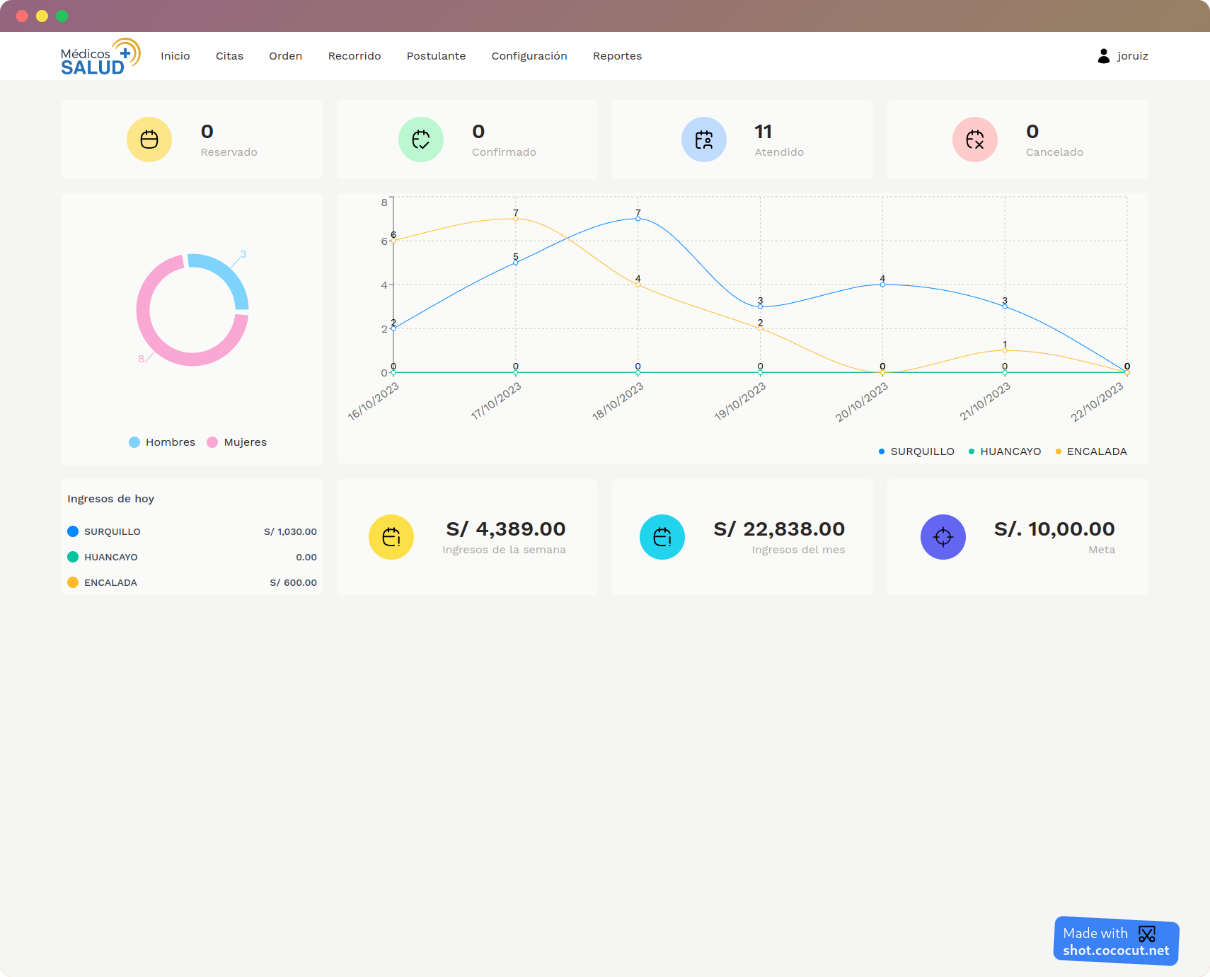 Médicos
SALUD
Inicio Citas Orden Recorrido Postulante Configuración Reportes
joruiz
0
Reservado
0
Confirmado
11
Atendido
0
Cancelado
3
8
Hombres Mujeres
8
6
4
2
0
6 7 4 2 0 1 0
2 5 7 3 4 3 0
0 0 0 0 0 0 0
16/10/2023 17/10/2023 18/10/2023 19/10/2023 20/10/2023 21/10/2023 22/10/2023
SURQUILLO HUANCAYO ENCALADA
Ingresos de hoy
SURQUILLO S/ 1,030.00
HUANCAYO 0.00
ENCALADA S/ 600.00
S/ 4,389.00
Ingresos de la semana
S/ 22,838.00
Ingresos del mes
S/. 10,00.00
Meta
Made with
shot.cococut.net